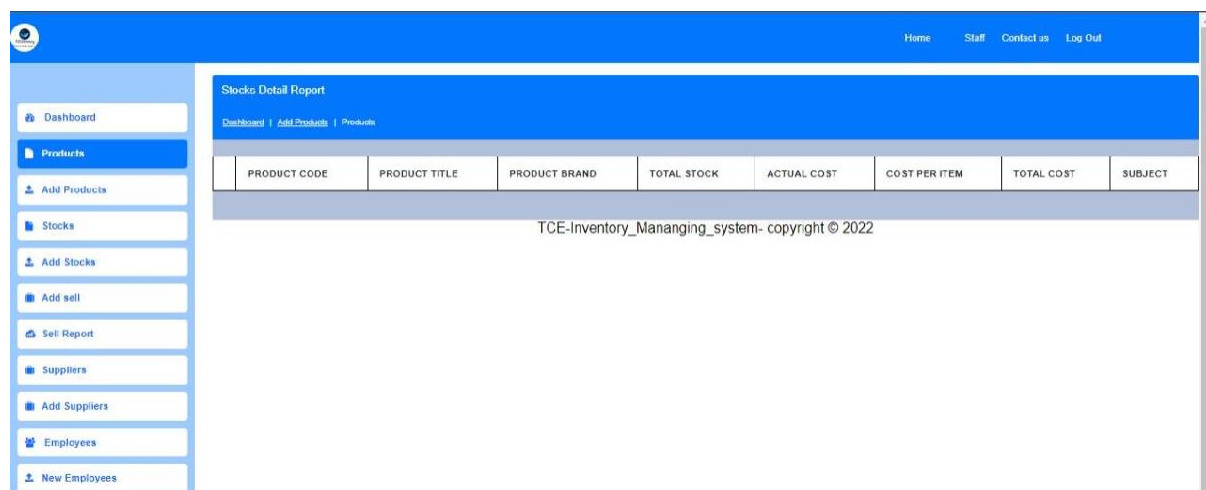 Home Staff Contact us Log Out
Dashboard
Products
Add Products
Stocks
Add Stocks
Add sell
Sell Report
Suppliers
Add Suppliers
Employees
New Employees
Stocks Detail Report
Dashboard | Add Products | Products
PRODUCT CODE PRODUCT TITLE PRODUCT BRAND TOTAL STOCK ACTUAL COST COST PER ITEM TOTAL COST SUBJECT
TCE-Inventory_Mananging_system- copyright © 2022